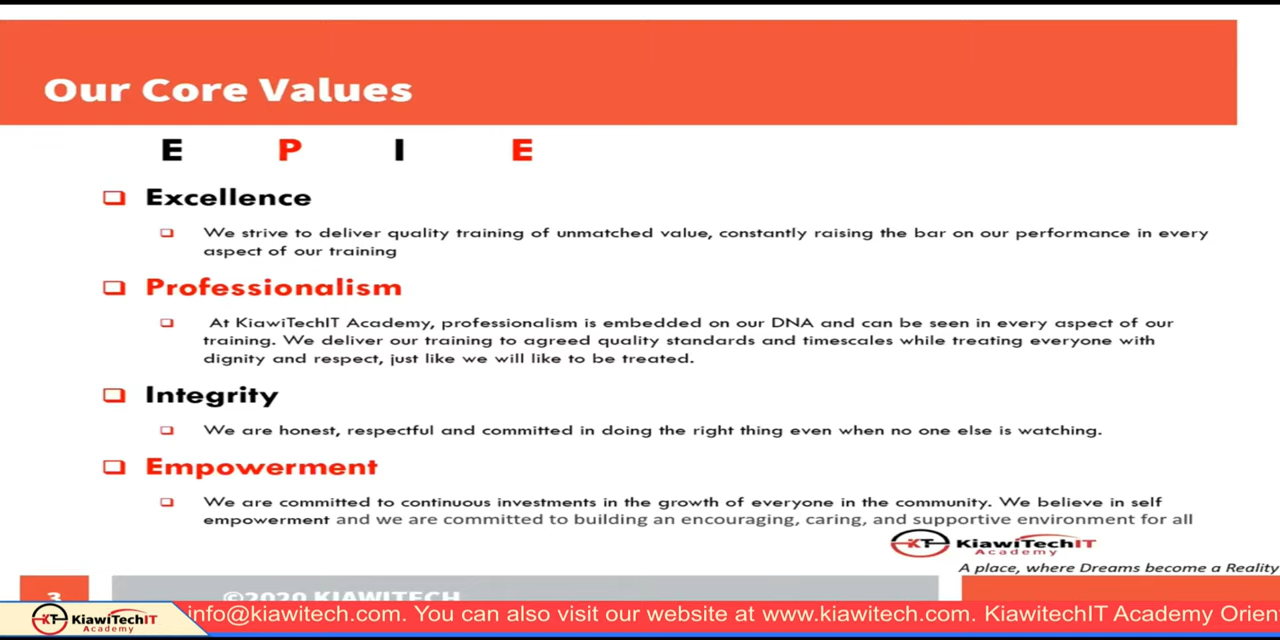 Our Core Values
E P I E
Excellence
We strive to deliver quality training of unmatched value, constantly raising the bar on our performance in every
aspect of our training
Professionalism
At KiawiTechIT Academy, professionalism is embedded on our DNA and can be seen in every aspect of our
training. We deliver our training to agreed quality standards and timescales while treating everyone with
dignity and respect, just like we will like to be treated.
Integrity
We are honest, respectful and committed in doing the right thing even when no one else is watching.
Empowerment
We are committed to continuous investments in the growth of everyone in the community. We believe in self
empowerment and we are committed to building an encouraging, caring, and supportive environment for all
KT KiawiTechIT
Academy
A place, where Dreams become a Reality
3 ©2020 KIAWITECH
KT KiawiTechIT
Academy
info@kiawitech.com. You can also visit our website at www.kiawitech.com. KiawitechIT Academy Orien